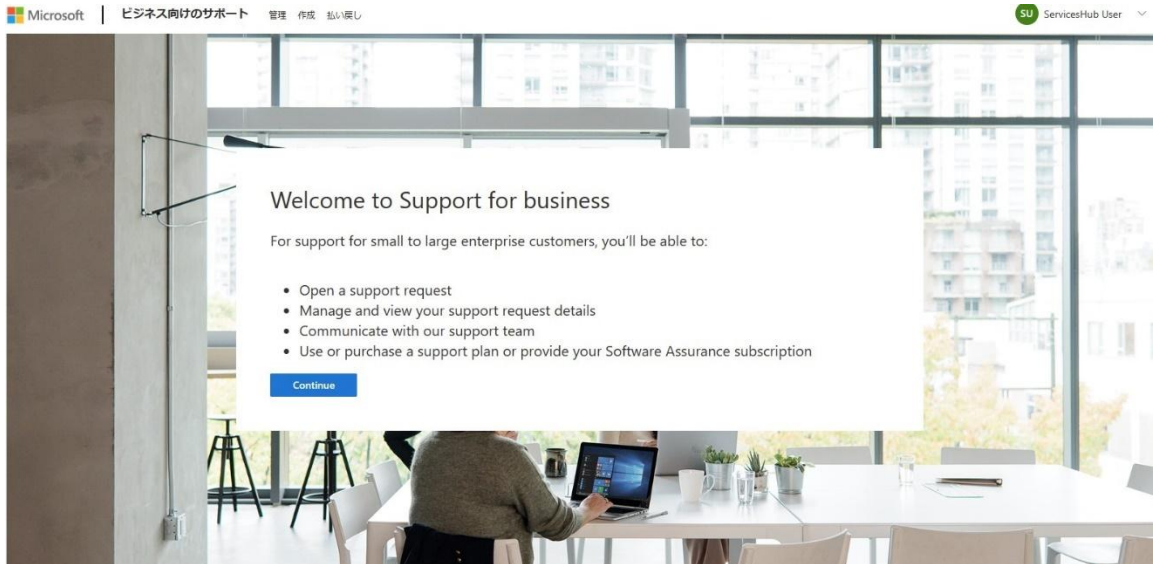 Microsoft ビジネス向けのサポート 管理 作成 払い戻し SU ServicesHub User
Welcome to Support for business
For support for small to large enterprise customers, you’ll be able to:
• Open a support request
• Manage and view your support request details
• Communicate with our support team
• Use or purchase a support plan or provide your Software Assurance subscription
Continue